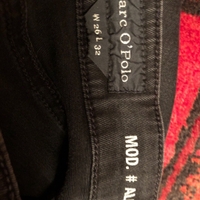 arc O'Polo
W 26 L 32
MOD. # AL